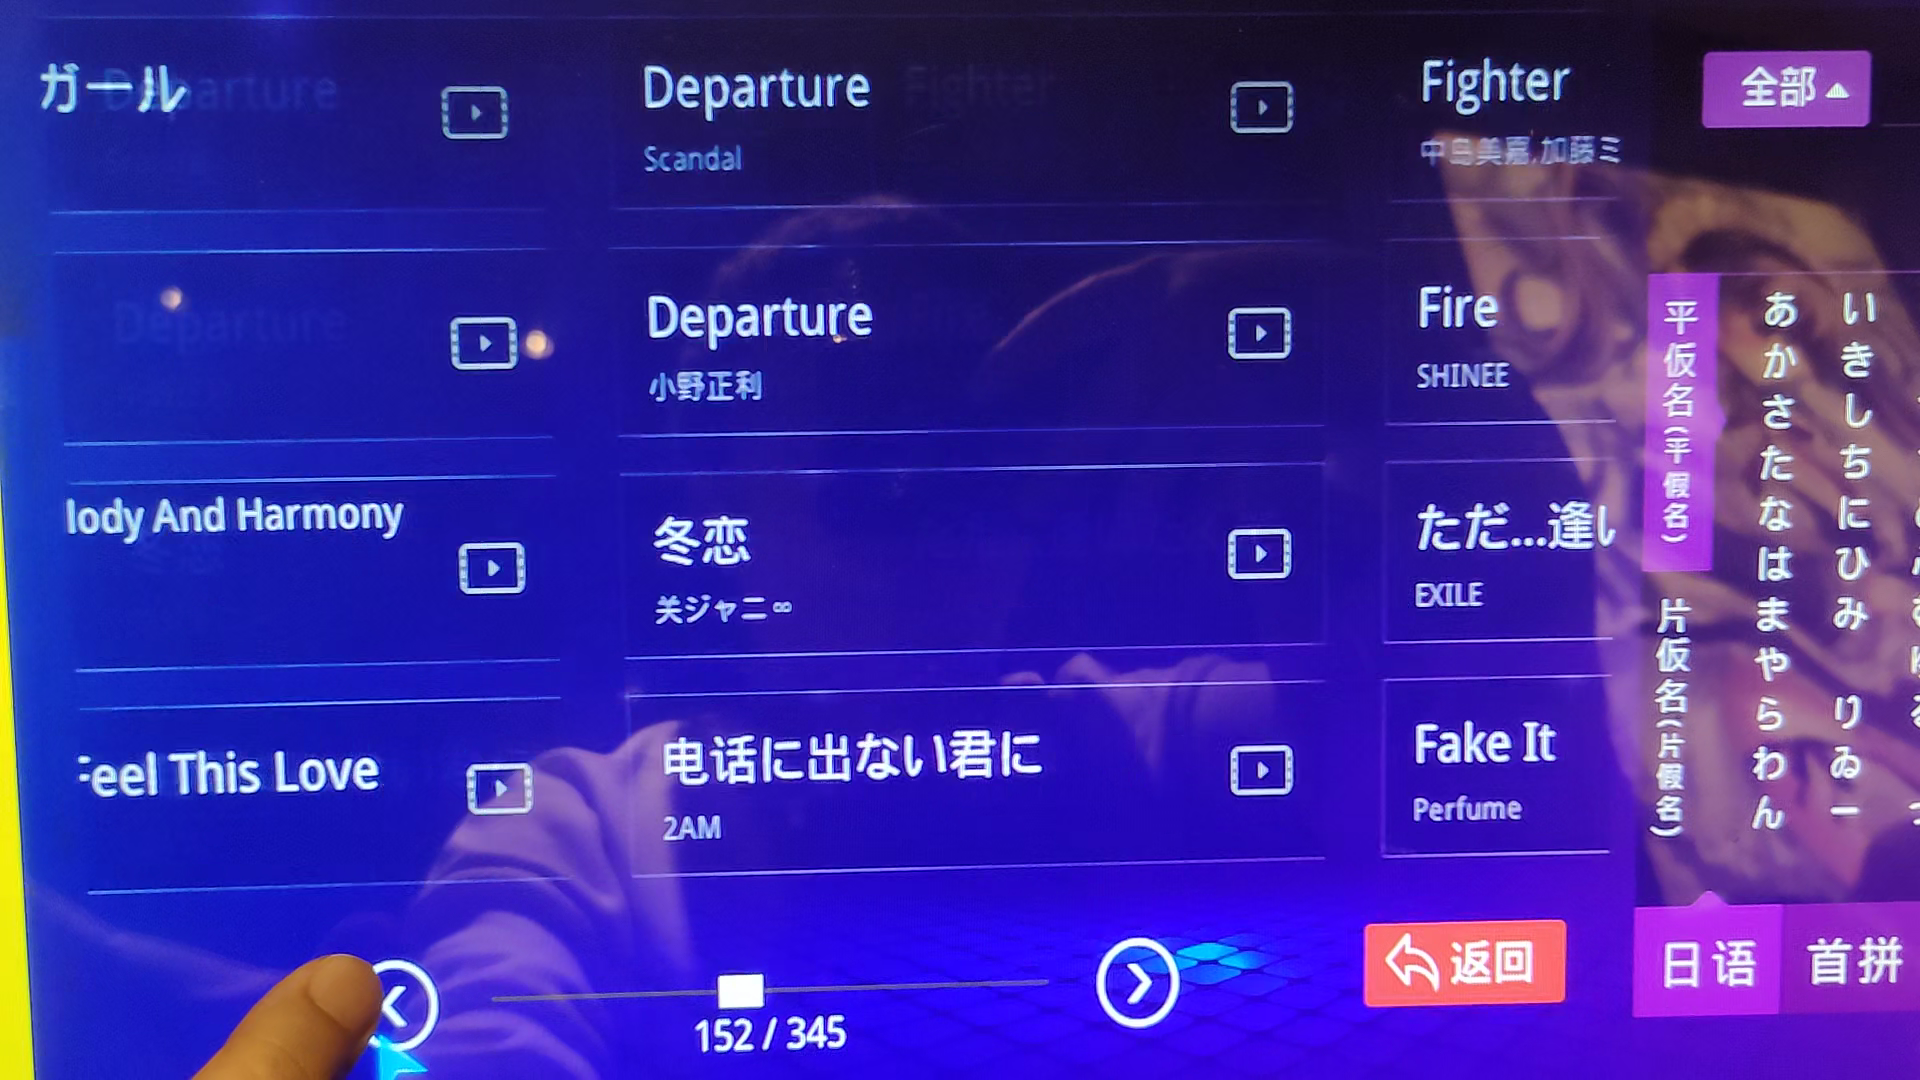 ガール
Departure
Scandal
Fighter
中岛美嘉,加藤ミ
全部
Departure
小野正利
Fire
SHINEE
lody And Harmony
冬恋
关ジャニ∞
ただ...逢い
EXILE
eel This Love
电话に出ない君に
2AM
Fake It
Perfume
平仮名(平假名)
片仮名(片假名)
あかさたなはまやらわん
いきしちにひみ りゐー
152 / 345
返回
日语
首拼